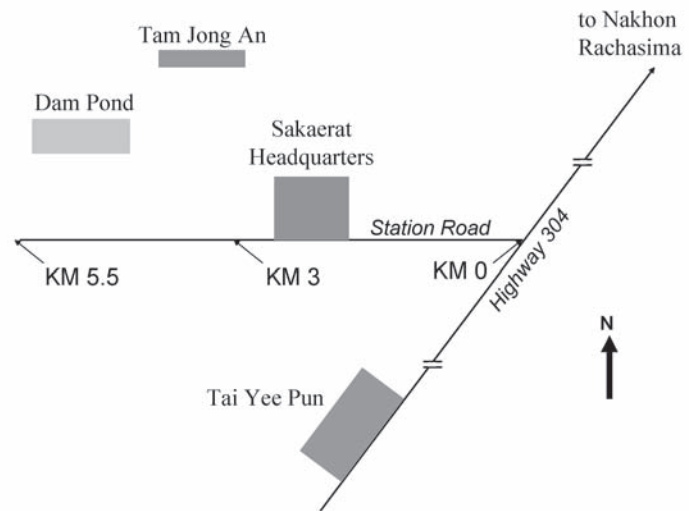 to Nakhon
Rachasima
Tam Jong An
Dam Pond
Sakaerat
Headquarters
Station Road
KM 5.5
KM 3
KM 0
Highway 304
N
Tai Yee Pun